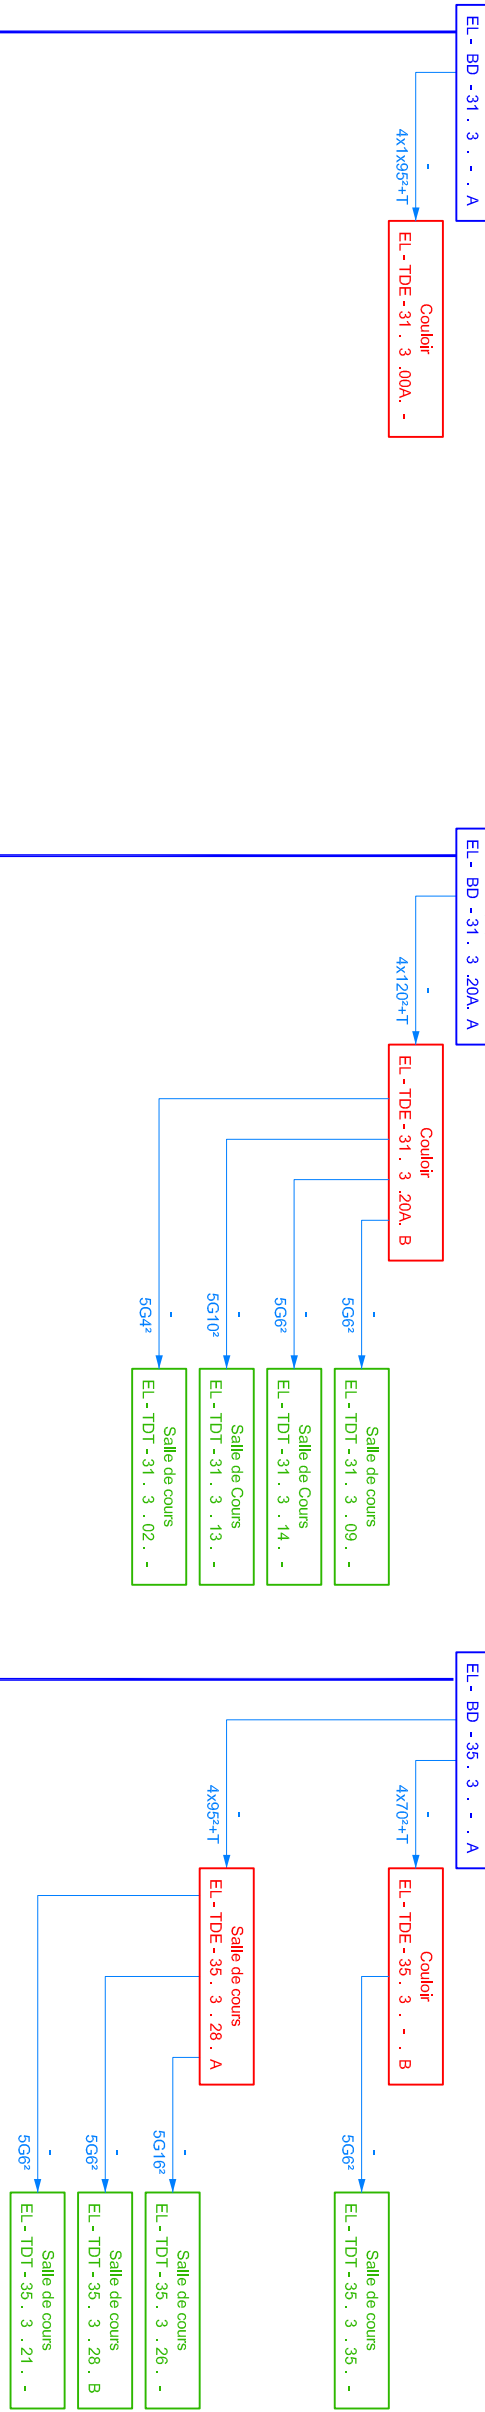 EL - BD - 31 . 3 . - . A
-
4x1x95²+T
Couloir
EL - TDE - 31 . 3 .00A. -
EL - BD - 31 . 3 .20A. A
-
4x120²+T
Couloir
EL - TDE - 31 . 3 .20A. B
-
5G6²
Salle de cours
EL - TDT - 31 . 3 . 09 . -
-
5G6²
Salle de Cours
EL - TDT - 31 . 3 . 14 . -
-
5G10²
Salle de Cours
EL - TDT - 31 . 3 . 13 . -
-
5G4²
Salle de cours
EL - TDT - 31 . 3 . 02 . -
EL - BD - 35 . 3 . - . A
-
4x70²+T
Couloir
EL - TDE - 35 . 3 . - . B
-
5G6²
Salle de cours
EL - TDT - 35 . 3 . 35 . -
-
4x95²+T
Salle de cours
EL - TDE - 35 . 3 . 28 . A
-
5G16²
Salle de cours
EL - TDT - 35 . 3 . 26 . -
-
5G6²
Salle de cours
EL - TDT - 35 . 3 . 28 . B
-
5G6²
Salle de cours
EL - TDT - 35 . 3 . 21 . -